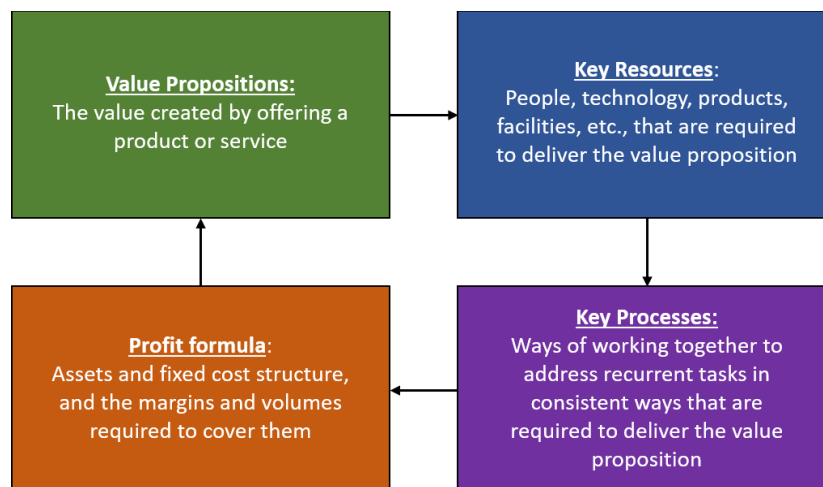 Value Propositions:
The value created by offering a
product or service
Key Resources:
People, technology, products,
facilities, etc., that are required
to deliver the value proposition
Profit formula:
Assets and fixed cost structure,
and the margins and volumes
required to cover them
Key Processes:
Ways of working together to
address recurrent tasks in
consistent ways that are
required to deliver the value
proposition